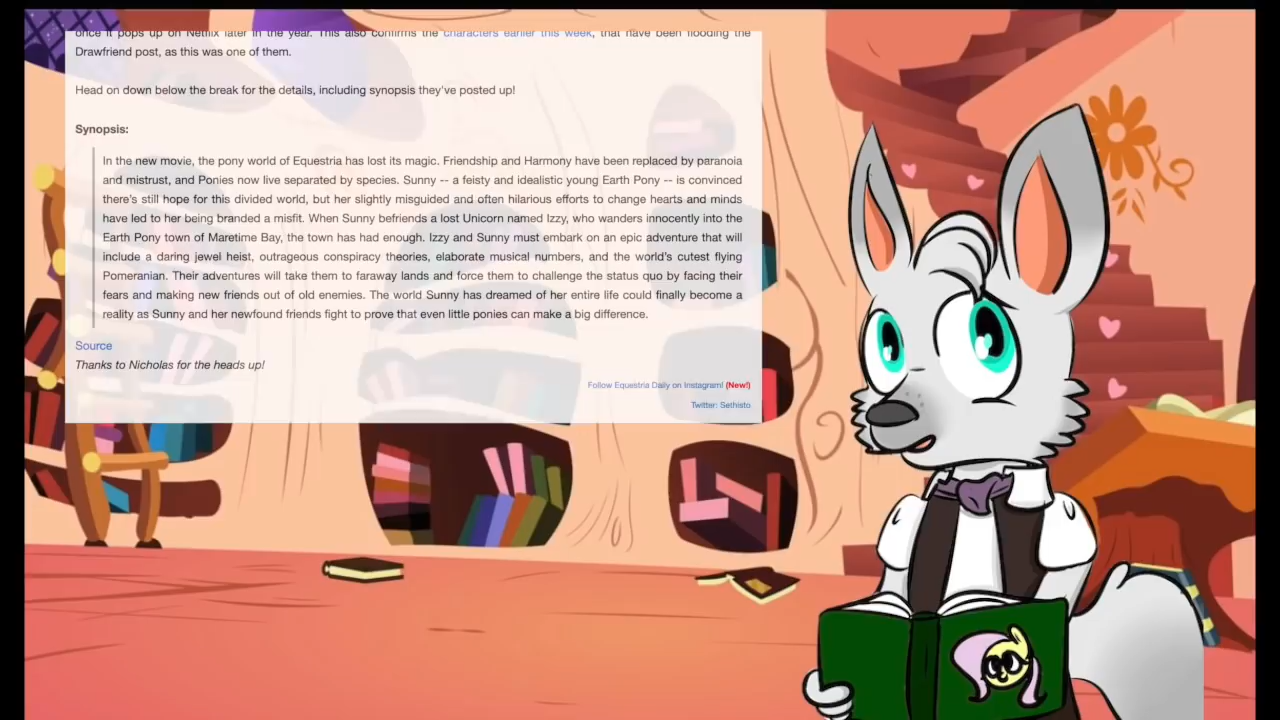 once it pops up on Netflix later in the year. This also confirms the characters earlier this week, that have been flooding the
Drawfriend post, as this was one of them.
Head on down below the break for the details, including synopsis they've posted up!
Synopsis:
In the new movie, the pony world of Equestria has lost its magic. Friendship and Harmony have been replaced by paranoia
and mistrust, and Ponies now live separated by species. Sunny -- a feisty and idealistic young Earth Pony -- is convinced
there's still hope for this divided world, but her slightly misguided and often hilarious efforts to change hearts and minds
have led to her being branded a misfit. When Sunny befriends a lost Unicorn named Izzy, who wanders innocently into the
Earth Pony town of Maretime Bay, the town has had enough. Izzy and Sunny must embark on an epic adventure that will
include a daring jewel heist, outrageous conspiracy theories, elaborate musical numbers, and the world's cutest flying
Pomeranian. Their adventures will take them to faraway lands and force them to challenge the status quo by facing their
fears and making new friends out of old enemies. The world Sunny has dreamed of her entire life could finally become a
reality as Sunny and her newfound friends fight to prove that even little ponies can make a big difference.
Source
Thanks to Nicholas for the heads up!
Follow Equestria Daily on Instagram! (New!)
Twitter: Sethisto